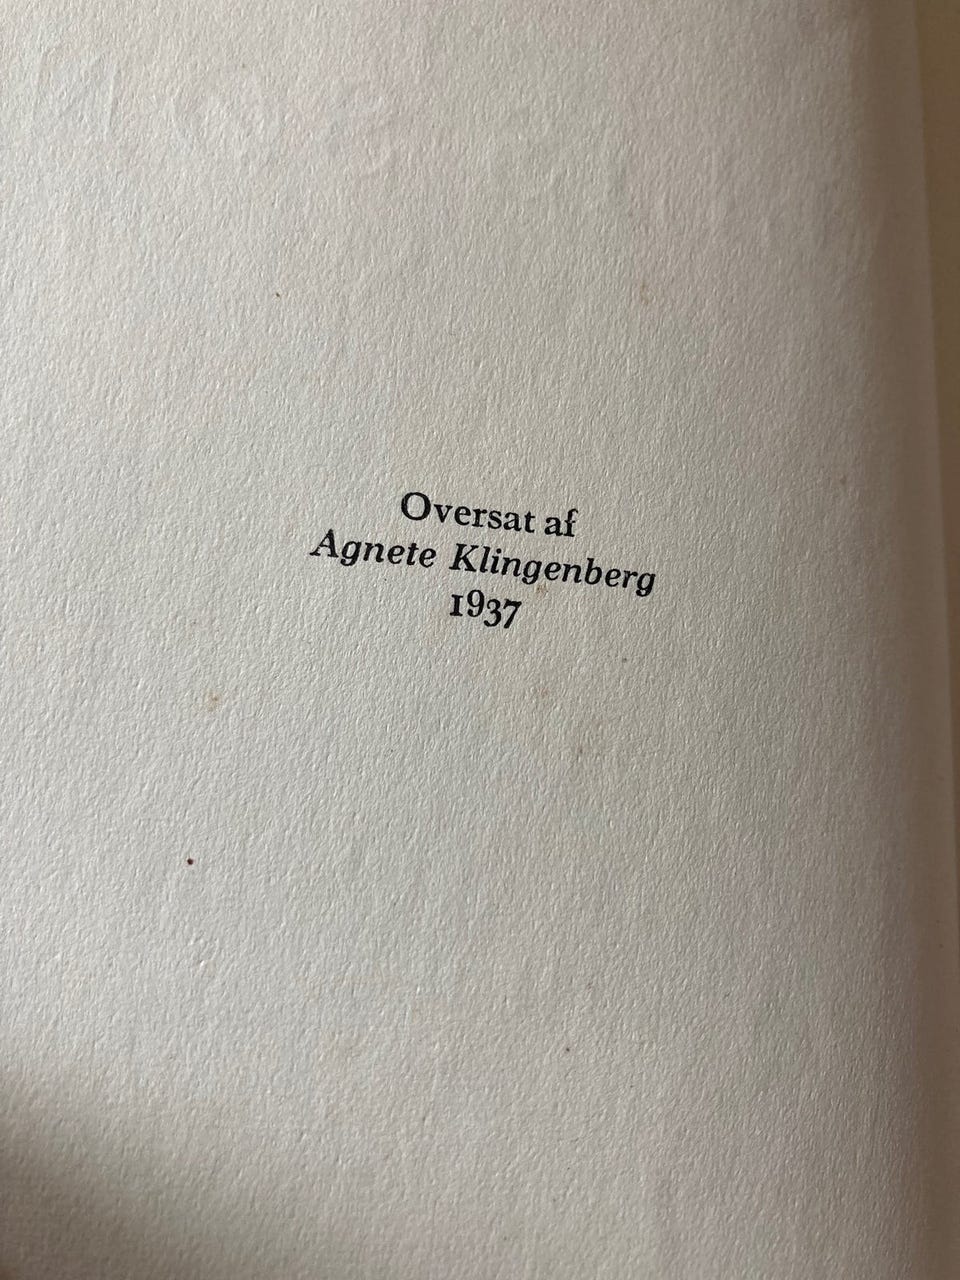 Oversat af
Agnete Klingenberg
1937